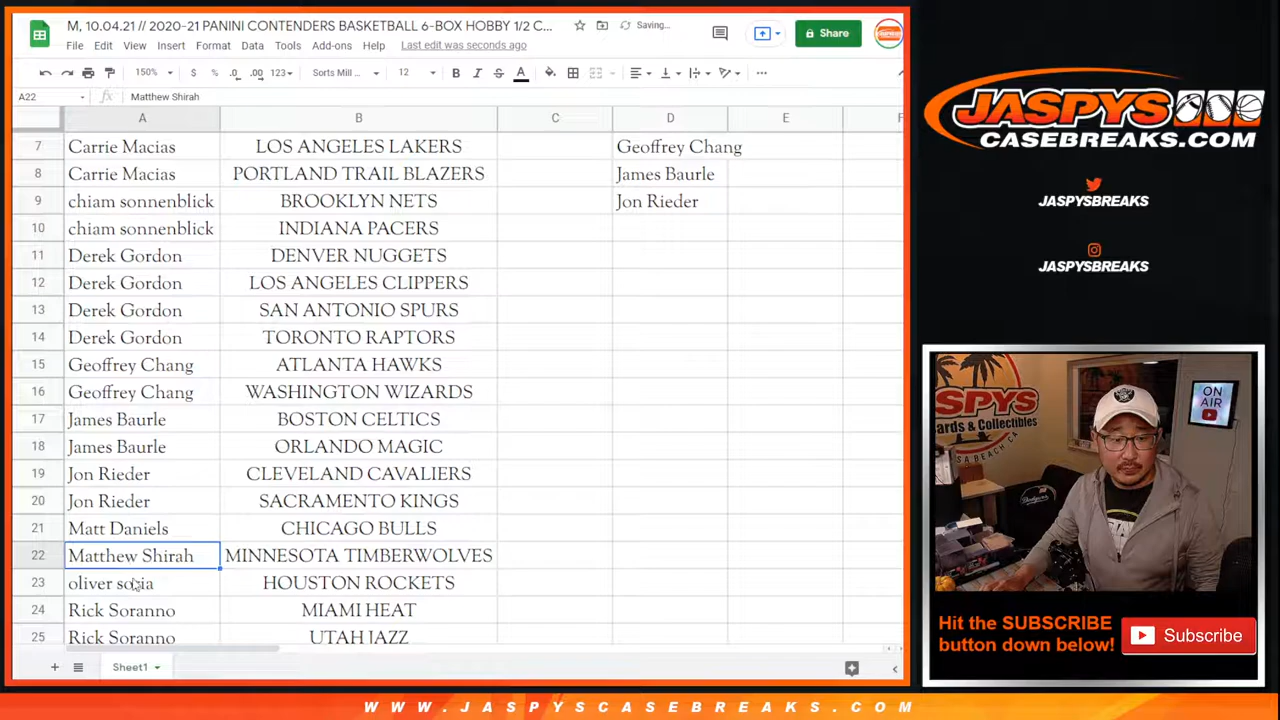 M, 10.04.21 // 2020-21 PANINI CONTENDERS BASKETBALL 6-BOX HOBBY 1/2 C... Saving...
File Edit Insert Format Data Tools Add-ons Help Last edit was seconds ago
Share
150% $ % .0 .00 123 Sorts Mill ... 12 B I S A
A22 fx Matthew Shirah
A B C D E F
7 Carrie Macias LOS ANGELES LAKERS Geoffrey Chang
8 Carrie Macias PORTLAND TRAIL BLAZERS James Baurle
9 chiam sonnenblick BROOKLYN NETS Jon Rieder
10 chiam sonnenblick INDIANA PACERS
11 Derek Gordon DENVER NUGGETS
12 Derek Gordon LOS ANGELES CLIPPERS
13 Derek Gordon SAN ANTONIO SPURS
14 Derek Gordon TORONTO RAPTORS
15 Geoffrey Chang ATLANTA HAWKS
16 Geoffrey Chang WASHINGTON WIZARDS
17 James Baurle BOSTON CELTICS
18 James Baurle ORLANDO MAGIC
19 Jon Rieder CLEVELAND CAVALIERS
20 Jon Rieder SACRAMENTO KINGS
21 Matt Daniels CHICAGO BULLS
22 Matthew Shirah MINNESOTA TIMBERWOLVES
23 oliver HOUSTON ROCKETS
24 Rick Soranno MIAMI HEAT
25 Rick Soranno UTAH JAZZ
Sheet1
JASPYS
CASEBREAKS.COM
JASPYSBREAKS
JASPYSBREAKS
ON
AIR
Hit the SUBSCRIBE
button down below!
Subscribe
WWW.JASPYSCASEBREAKS.COM